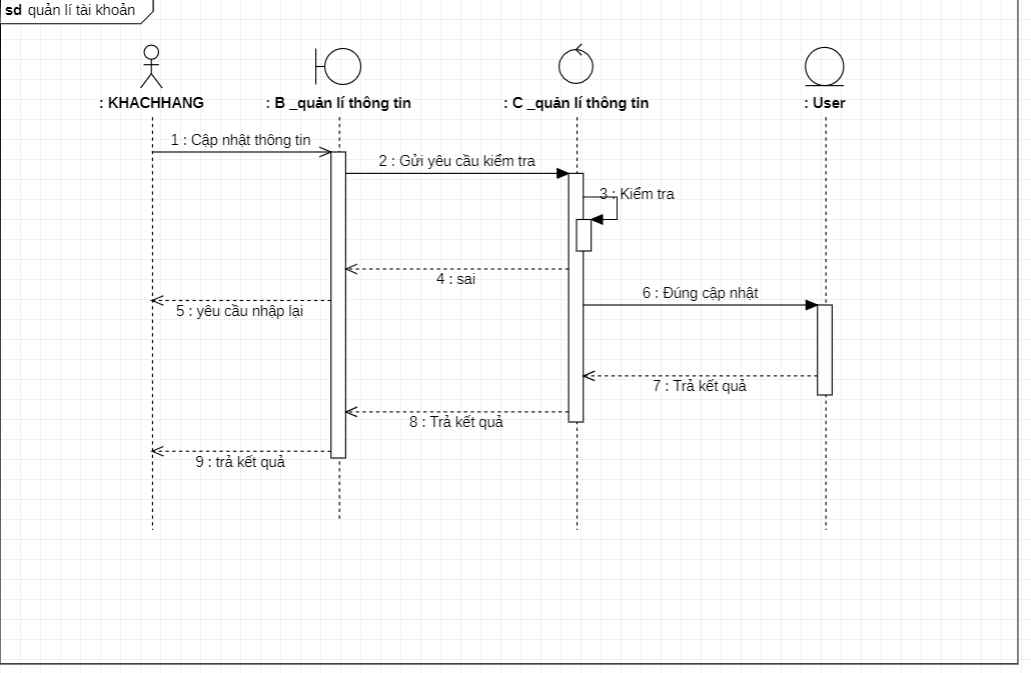 sd quản lí tài khoản
: KHACHHANG
: B _quản lí thông tin
: C _quản lí thông tin
: User
1 : Cập nhật thông tin
2 : Gửi yêu cầu kiểm tra
3 : Kiểm tra
4 : sai
5 : yêu cầu nhập lại
6 : Đúng cập nhật
7 : Trả kết quả
8 : Trả kết quả
9 : trả kết quả